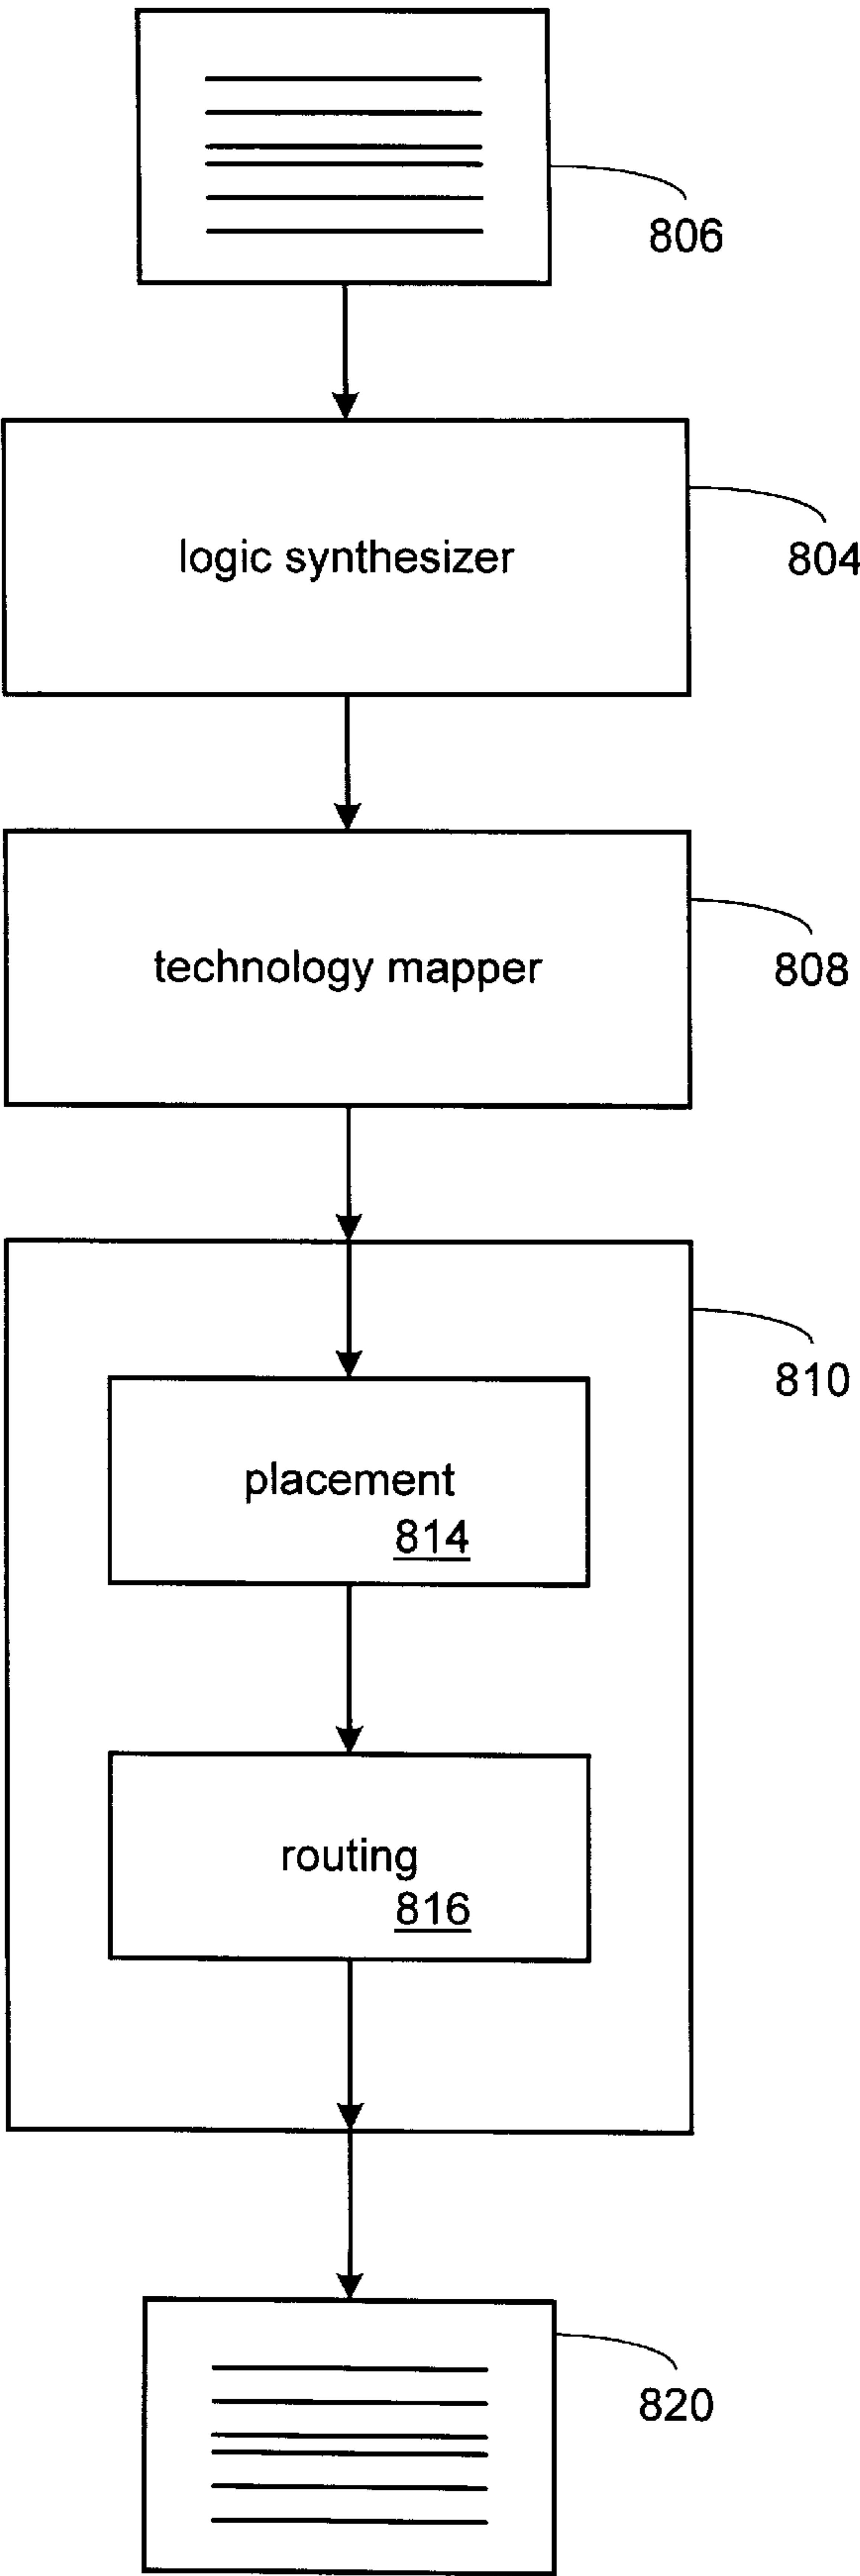 806
logic synthesizer
804
technology mapper
808
810
placement
814
routing
816
820